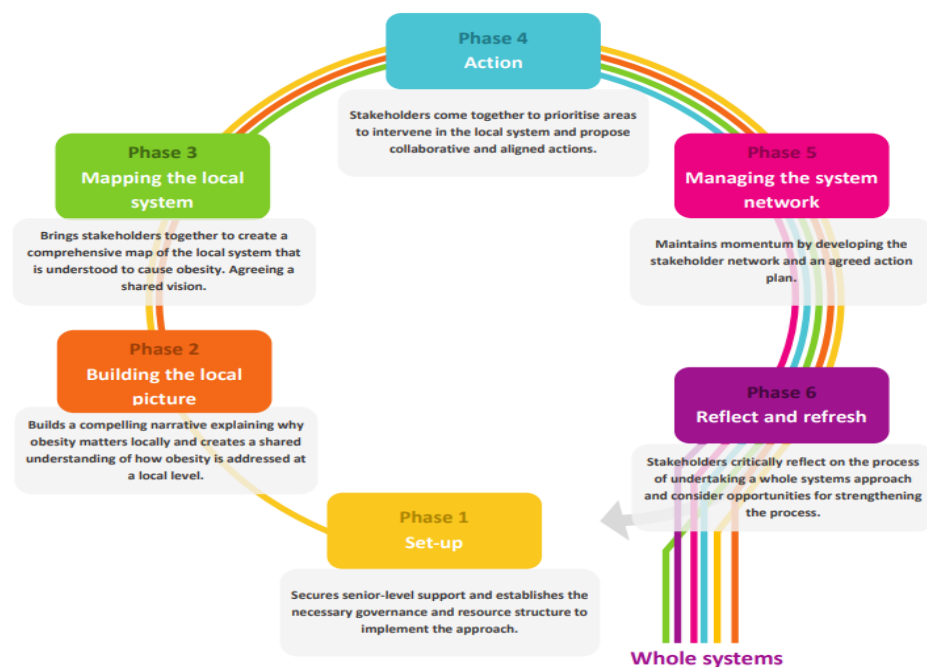 Phase 4
Action
Stakeholders come together to prioritise areas
to intervene in the local system and propose
collaborative and aligned actions.
Phase 3
Mapping the local
system
Brings stakeholders together to create a
comprehensive map of the local system that
is understood to cause obesity. Agreeing a
shared vision.
Phase 5
Managing the system
network
Maintains momentum by developing the
stakeholder network and an agreed action
plan.
Phase 2
Building the local
picture
Builds a compelling narrative explaining why
obesity matters locally and creates a shared
understanding of how obesity is addressed at
a local level.
Phase 6
Reflect and refresh
Stakeholders critically reflect on the process
of undertaking a whole systems approach
and consider opportunities for strengthening
the process.
Phase 1
Set-up
Secures senior-level support and establishes the
necessary governance and resource structure to
implement the approach.
Whole systems